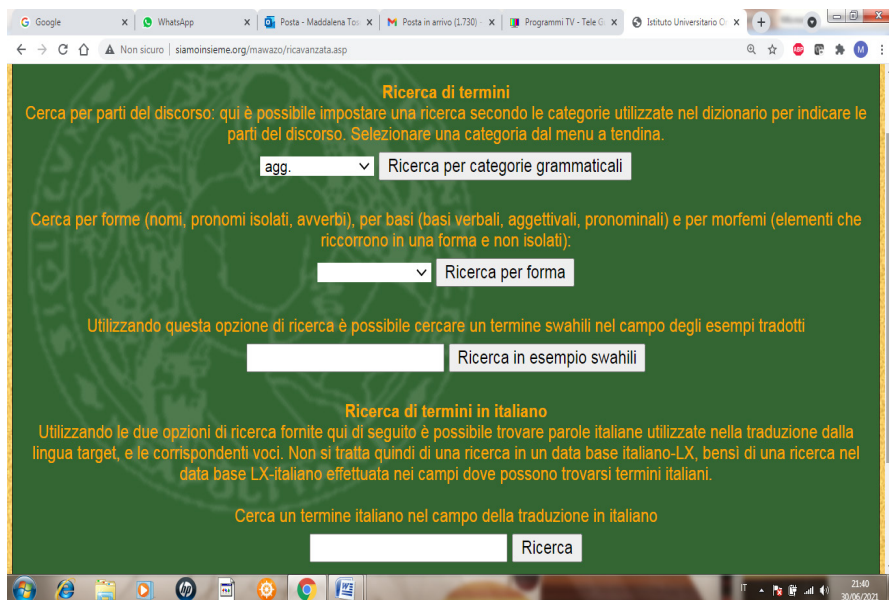 Google
WhatsApp
Posta - Maddalena Tos
Posta in arrivo (1.730) -
Programmi TV - Tele G
Istituto Universitario O
Non sicuro | siamoinsieme.org/mawazo/ricavanzata.asp
ABP
M
Ricerca di termini
Cerca per parti del discorso: qui è possibile impostare una ricerca secondo le categorie utilizzate nel dizionario per indicare le
parti del discorso. Selezionare una categoria dal menu a tendina.
agg. Ricerca per categorie grammaticali
Cerca per forme (nomi, pronomi isolati, avverbi), per basi (basi verbali, aggettivali, pronominali) e per morfemi (elementi che
riccorrono in una forma e non isolati):
Ricerca per forma
Utilizzando questa opzione di ricerca è possibile cercare un termine swahili nel campo degli esempi tradotti
Ricerca in esempio swahili
Ricerca di termini in italiano
Utilizzando le due opzioni di ricerca fornite qui di seguito è possibile trovare parole italiane utilizzate nella traduzione dalla
lingua target, e le corrispondenti voci. Non si tratta quindi di una ricerca in un data base italiano-LX, bensì di una ricerca nel
data base LX-italiano effettuata nei campi dove possono trovarsi termini italiani.
Cerca un termine italiano nel campo della traduzione in italiano
Ricerca
hp
IT
21:40
30/06/2021